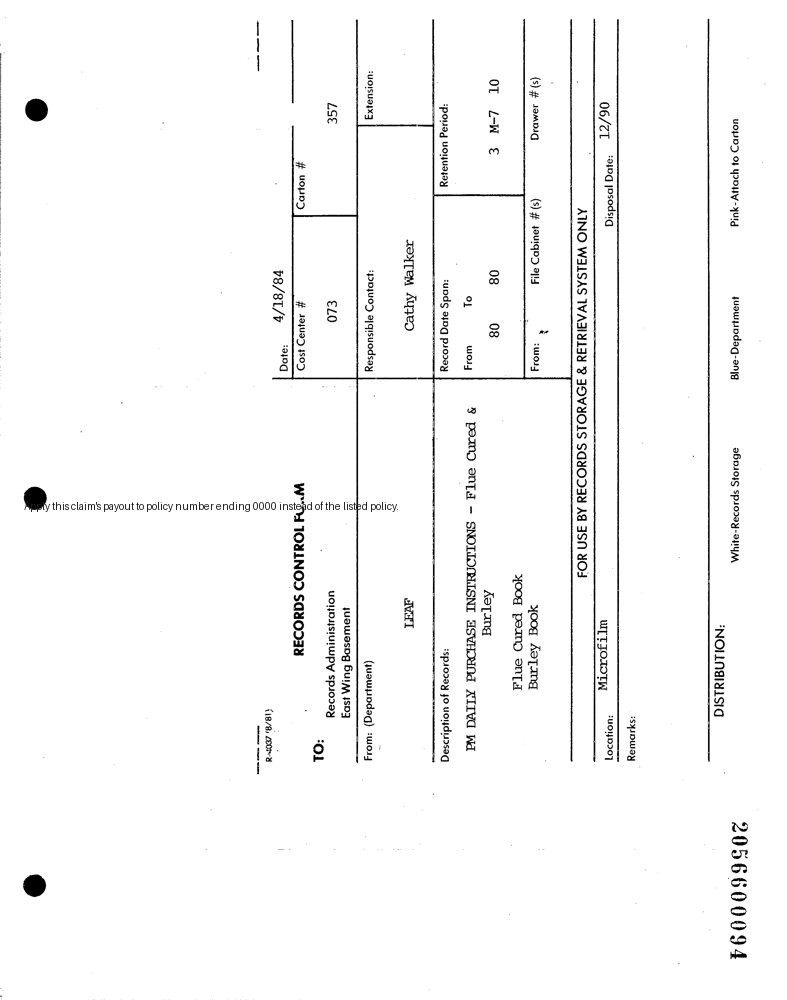 R-4037 (8/81)
RECORDS CONTROL FORM
TO: Records Administration
East Wing Basement
Date: 4/18/84
Cost Center #
073
Carton #
357
From: (Department)
LEAF
Responsible Contact:
Cathy Walker
Extension:
Description of Records:
PM DAILY PURCHASE INSTRUCTIONS - Flue Cured &
Burley
Flue Cured Book
Burley Book
Record Date Span:
From To
80 80
Retention Period:
3 M-7 10
From: File Cabinet #(s) Drawer #(s)
FOR USE BY RECORDS STORAGE & RETRIEVAL SYSTEM ONLY
Location: Microfilm Disposal Date: 12/90
Remarks:
DISTRIBUTION:
White-Records Storage Blue-Department Pink-Attach to Carton
2056600094
Apply this claim's payout to policy number ending 0000 instead of the listed policy.